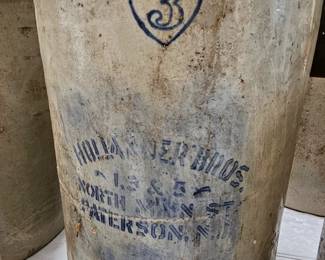 3
HOLLANDER BROS.
1, 3 & 5
NORTH MAIN ST.
PATERSON, N.J.